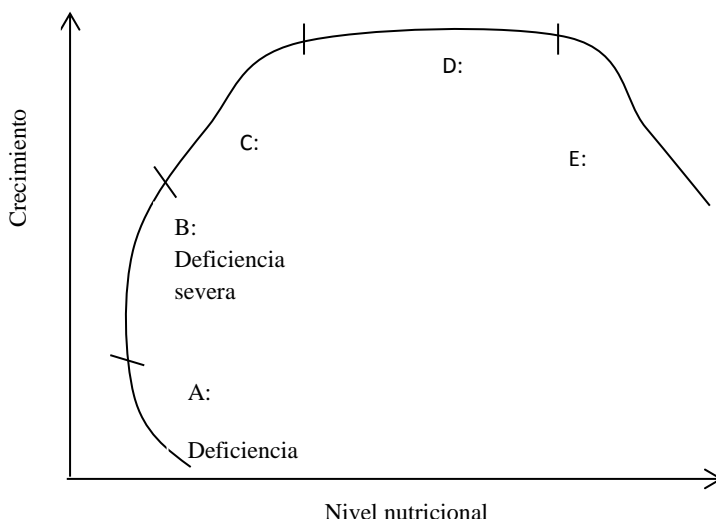 D:
C:
E:
Crecimiento
B:
Deficiencia
severa
A:
Deficiencia
Nivel nutricional